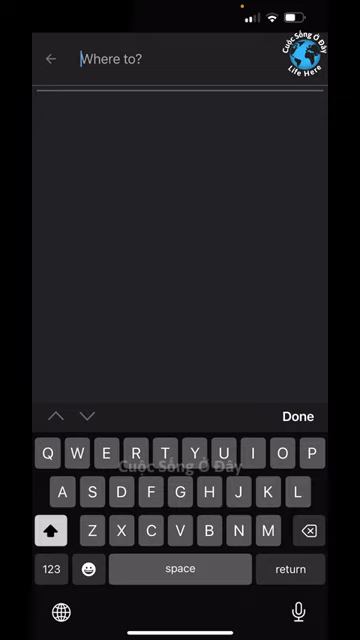 Where to?
Cuộc Sống Ở Đây
Life Here
Done
Q W E R T Y U I O P
Cuộc Sống Ở Đây
A S D F G H J K L
Z X C V B N M
123 space return